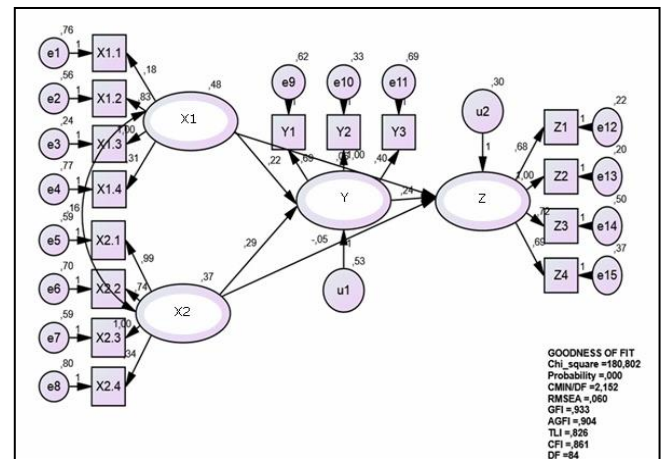 ,76
e1 1 X1.1
,56
,18
e2 1 X1.2
,83
,48
,24
X1
e3 1 X1.3
1,00
,77
,31
e4 1 X1.4
,16
,59
e5 1 X2.1
,99
,70
e6 1 X2.2
,74
,37
,59
X2
e7 1 X2.3
1,00
,80
,34
e8 1 X2.4
,62 ,33 ,69
e9 e10 e11
Y1 Y2 Y3
,22 ,69 1,00 ,40
Y
,24
,29
-,05
,53
u1
,30
u2
1
Z
,22
Z1 1 e12
,68
,20
Z2 1 e13
1,00
,50
Z3 1 e14
,72
,37
Z4 1 e15
,69
GOODNESS OF FIT
Chi_square =180,802
Probability =,000
CMIN/DF =2,152
RMSEA =,060
GFI =,933
AGFI =,904
TLI =,826
CFI =,861
DF =84